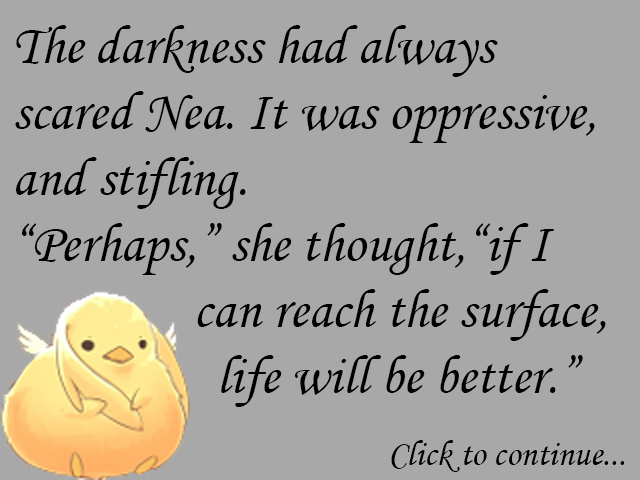 The darkness had always
scared Nea. It was oppressive,
and stifling.
“Perhaps,” she thought,“if I
can reach the surface,
life will be better.”
Click to continue...